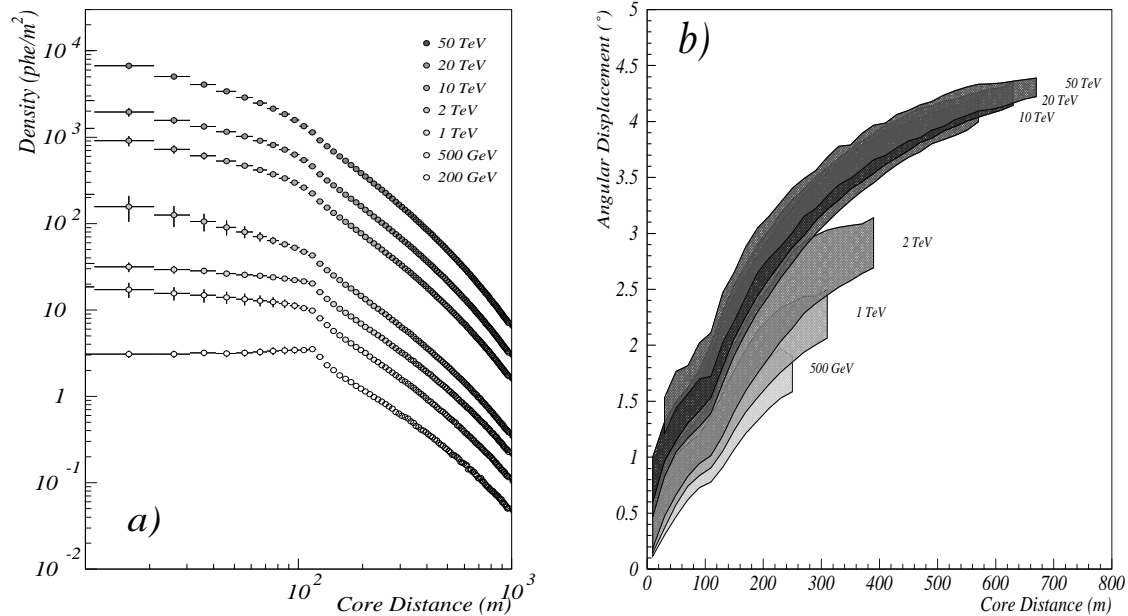 a)
Density (phe/m²)
10⁴
10³
10²
10
1
10⁻¹
10⁻²
50 TeV
20 TeV
10 TeV
2 TeV
1 TeV
500 GeV
200 GeV
10²
10³
Core Distance (m)
b)
Angular Displacement (°)
5
4.5
4
3.5
3
2.5
2
1.5
1
0.5
0
50 TeV
20 TeV
10 TeV
2 TeV
1 TeV
500 GeV
0 100 200 300 400 500 600 700 800
Core Distance (m)